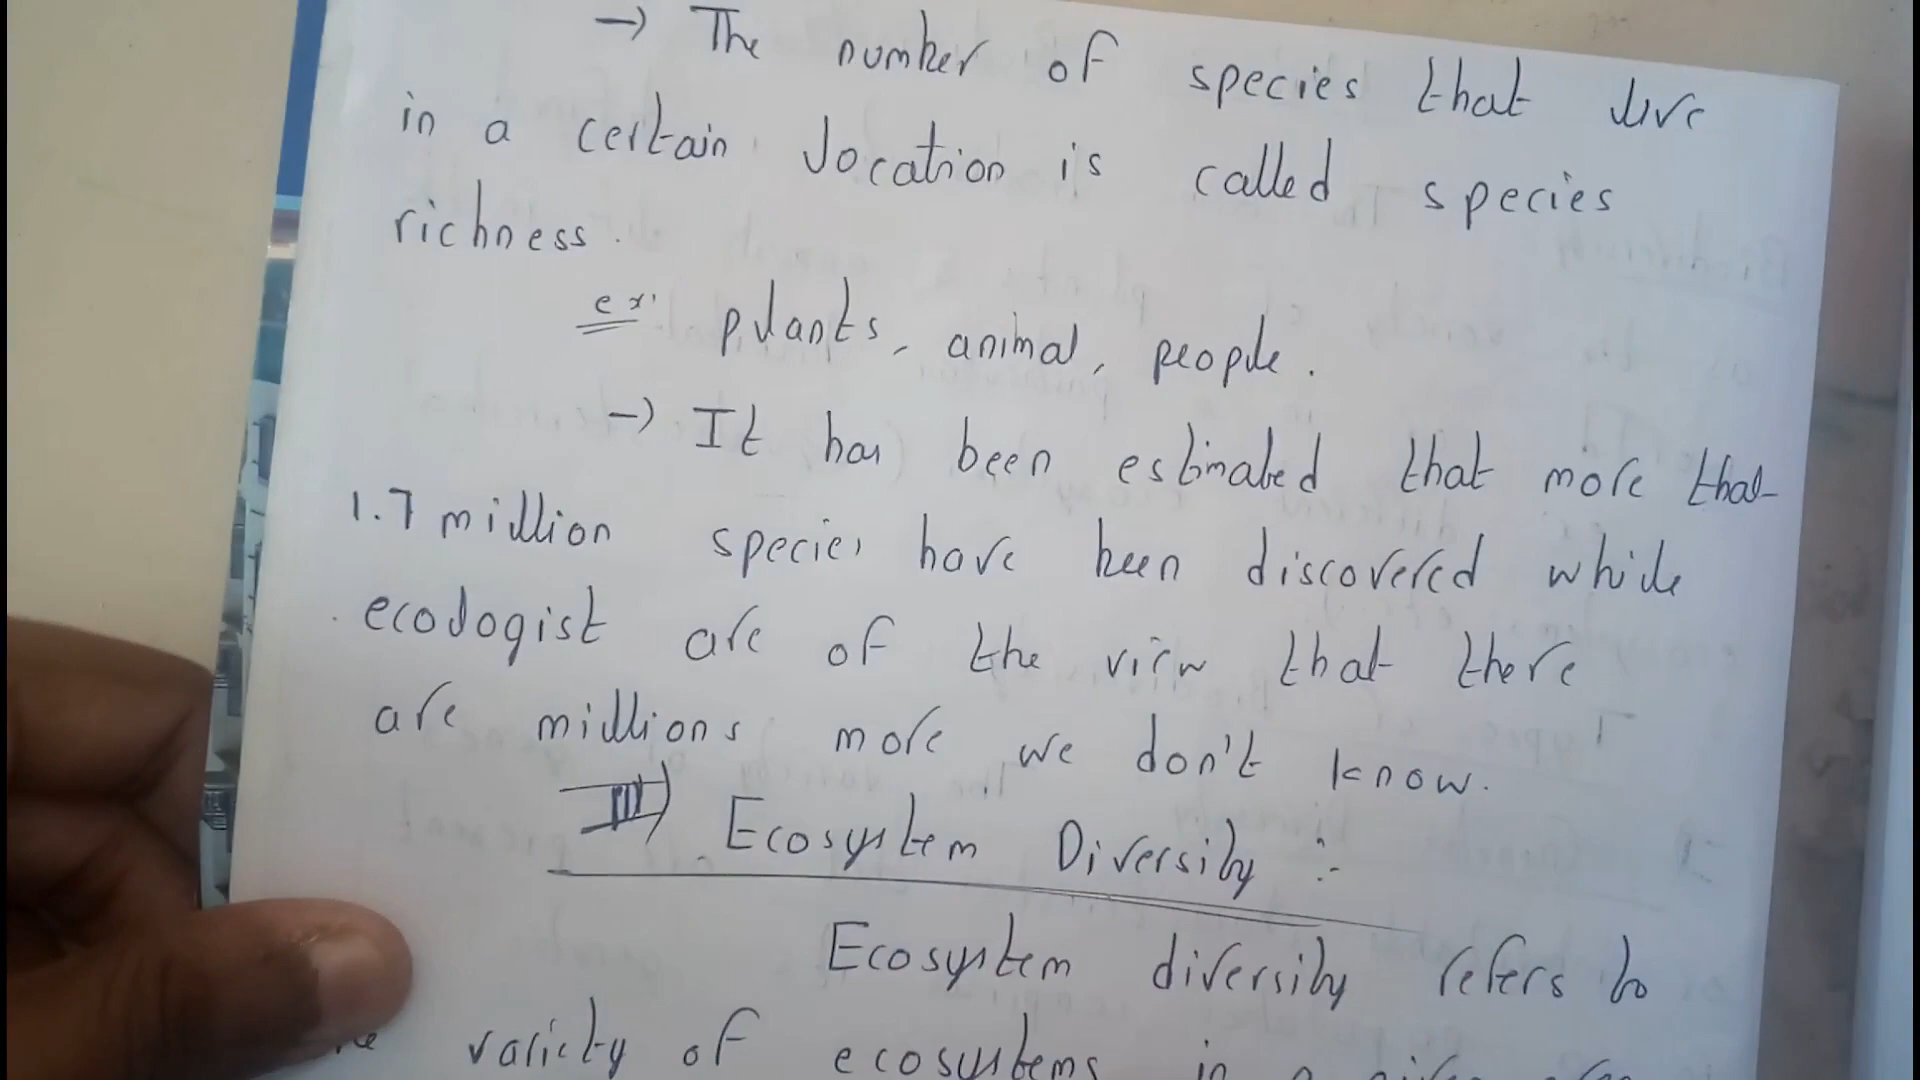 → The number of species that live
in a certain location is called species
richness.
ex: plants, animal, people.
→ It has been estimated that more that
1.7 million species have been discovered while
ecologist are of the view that there
are millions more we don't know.
III) Ecosystem Diversity :-
Ecosystem diversity refers to
variety of ecosystems in a